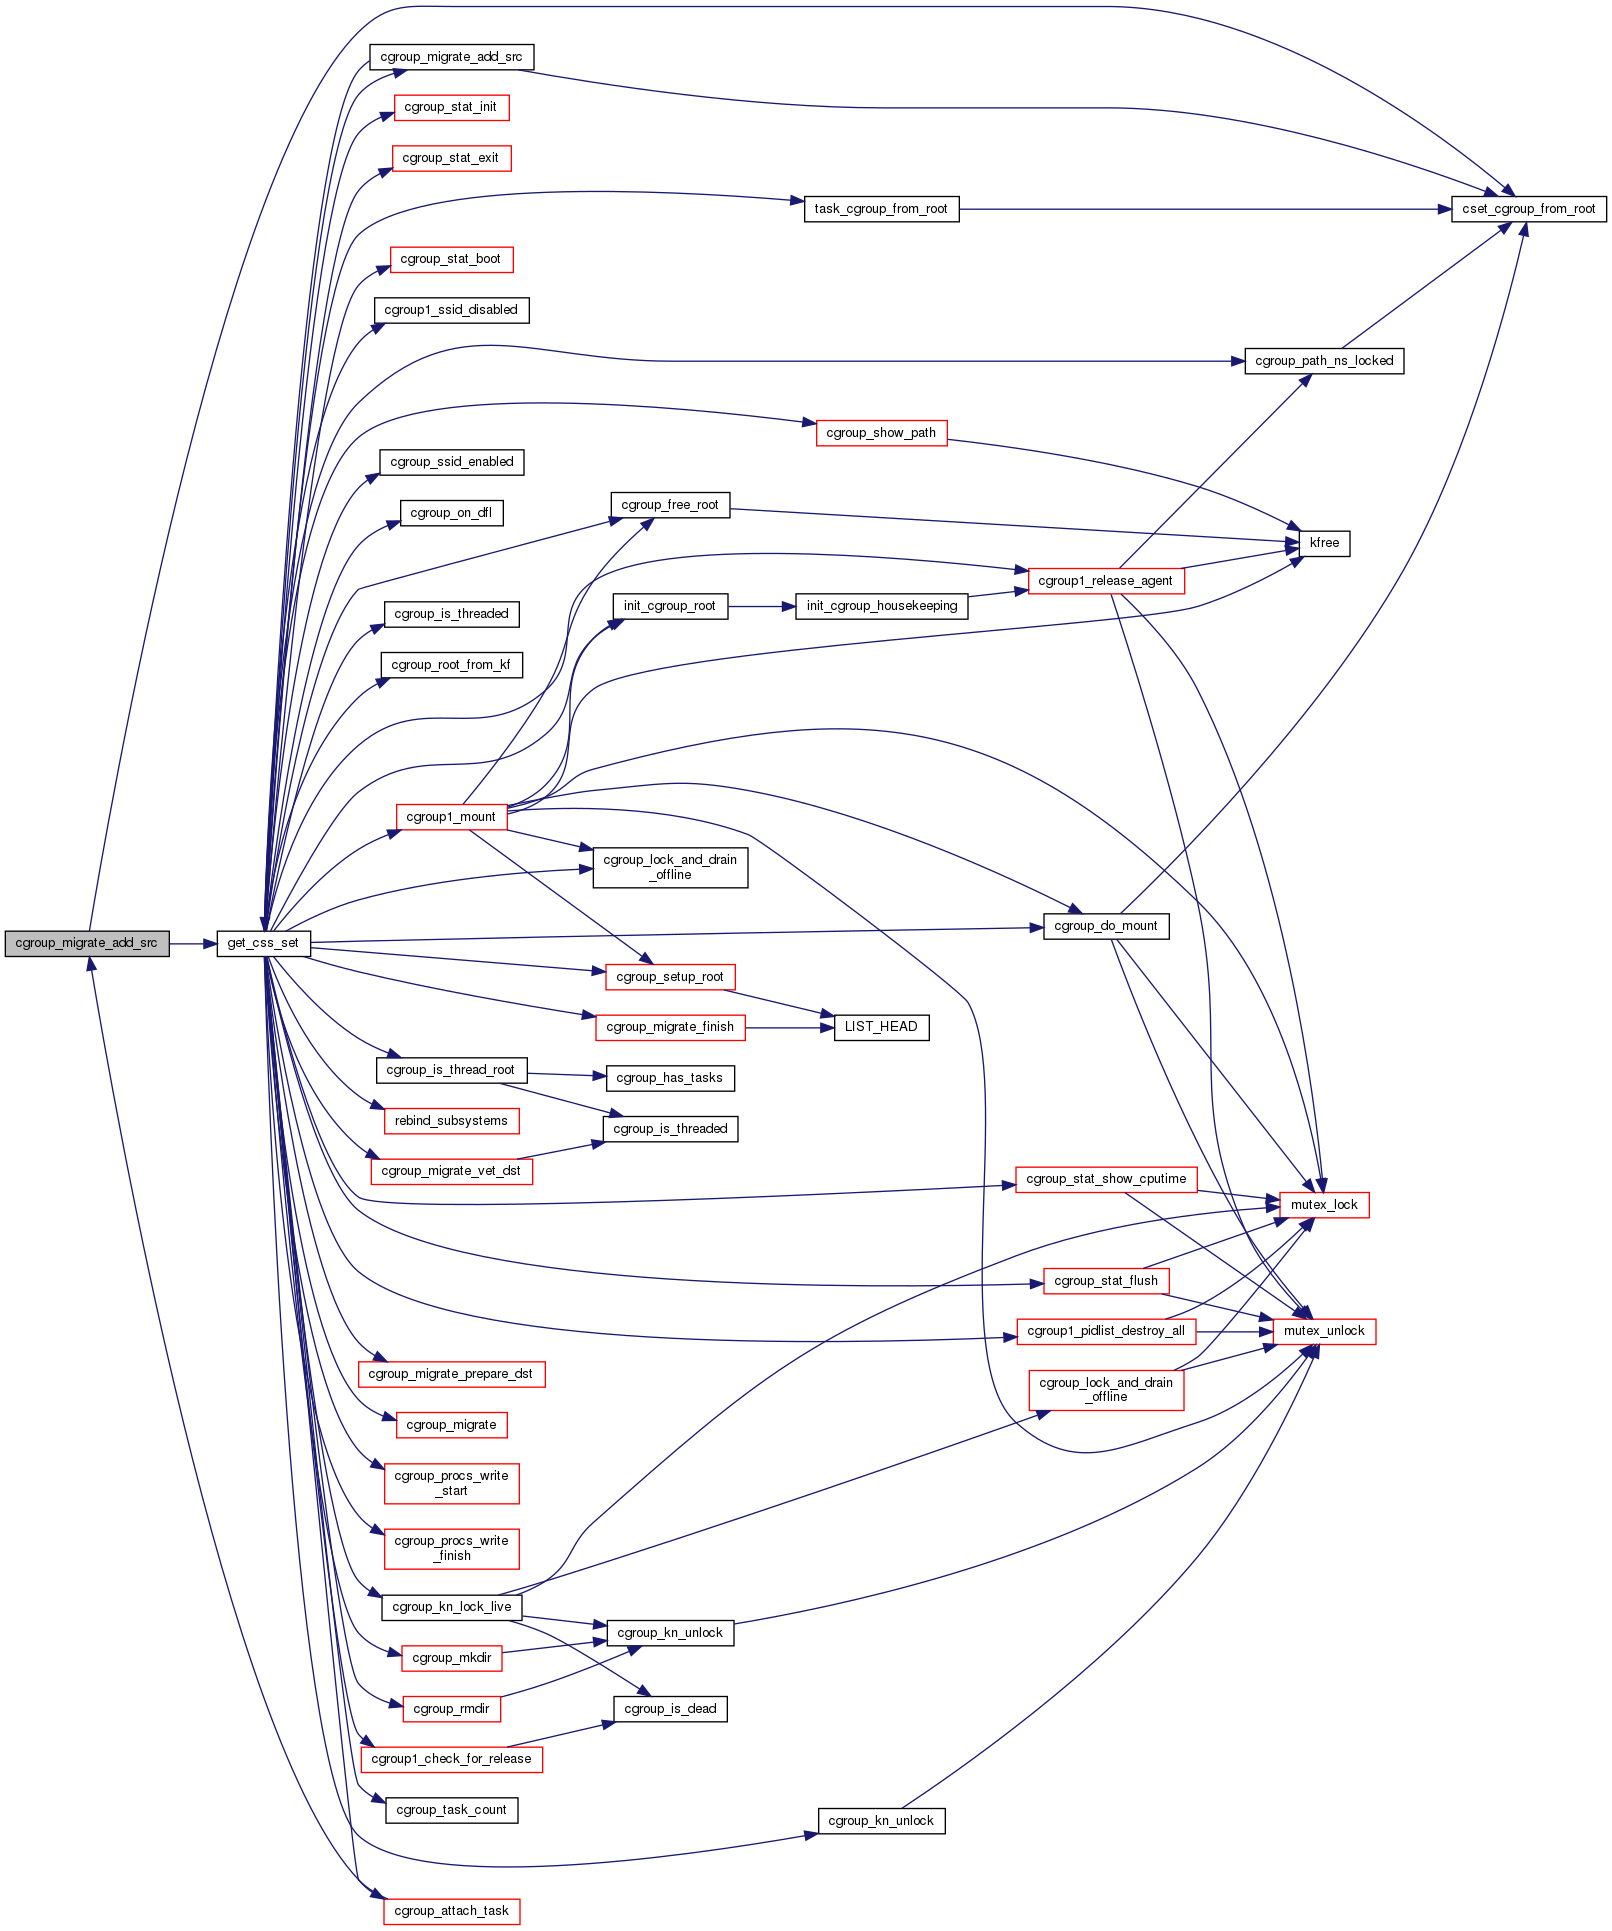 cgroup_migrate_add_src
cgroup_stat_init
cgroup_stat_exit
task_cgroup_from_root
cset_cgroup_from_root
cgroup_stat_boot
cgroup1_ssid_disabled
cgroup_path_ns_locked
cgroup_show_path
cgroup_ssid_enabled
cgroup_free_root
cgroup_on_dfl
kfree
cgroup1_release_agent
cgroup_is_threaded
init_cgroup_root
init_cgroup_housekeeping
cgroup_root_from_kf
cgroup1_mount
cgroup_lock_and_drain
_offline
cgroup_do_mount
cgroup_migrate_add_src
get_css_set
cgroup_setup_root
cgroup_migrate_finish
LIST_HEAD
cgroup_is_thread_root
cgroup_has_tasks
rebind_subsystems
cgroup_is_threaded
cgroup_migrate_vet_dst
cgroup_stat_show_cputime
mutex_lock
cgroup_stat_flush
cgroup1_pidlist_destroy_all
mutex_unlock
cgroup_migrate_prepare_dst
cgroup_lock_and_drain
_offline
cgroup_migrate
cgroup_procs_write
_start
cgroup_procs_write
_finish
cgroup_kn_lock_live
cgroup_kn_unlock
cgroup_mkdir
cgroup_rmdir
cgroup_is_dead
cgroup1_check_for_release
cgroup_task_count
cgroup_kn_unlock
cgroup_attach_task